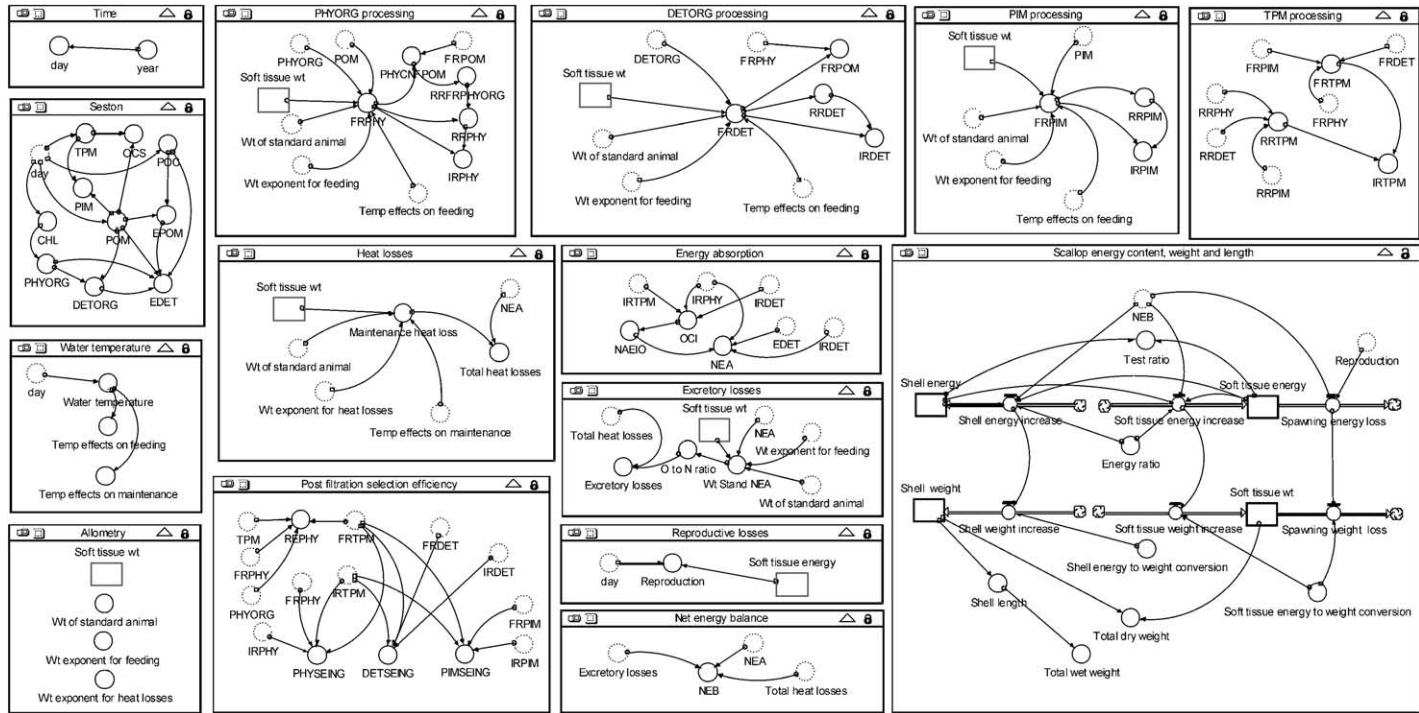 Time
day
year
Seston
TPM
OCS
POC
day
PIM
CHL
POM
EPOM
PHYORG
DETORG
EDET
Water temperature
day
Water temperature
Temp effects on feeding
Temp effects on maintenance
Allometry
Soft tissue wt
Wt of standard animal
Wt exponent for feeding
Wt exponent for heat losses
PHYORG processing
PHYORG
POM
FRPOM
PHYCNFPOM
Soft tissue wt
RRFRPHYORG
FRPHY
RRPHY
Wt of standard animal
IRPHY
Wt exponent for feeding
Temp effects on feeding
DETORG processing
DETORG
FRPHY
FRPOM
Soft tissue wt
FRDET
RRDET
Wt of standard animal
IRDET
Wt exponent for feeding
Temp effects on feeding
PIM processing
PIM
Soft tissue wt
Wt of standard animal
FRPIM
RRPIM
Wt exponent for feeding
IRPIM
Temp effects on feeding
TPM processing
FRPIM
FRTPM
FRDET
RRPHY
FRPHY
RRTPM
RRDET
IRTPM
RRPIM
Heat losses
Soft tissue wt
NEA
Maintenance heat loss
Wt of standard animal
Total heat losses
Wt exponent for heat losses
Temp effects on maintenance
Energy absorption
IRTPM
IRPHY
IRDET
OCI
NAEIO
EDET
IRDET
NEA
Excretory losses
Soft tissue wt
Total heat losses
NEA
Wt exponent for feeding
O to N ratio
Excretory losses
Wt Stand NEA
Wt of standard animal
Post filtration selection efficiency
TPM
REPHY
FRTPM
FRDET
FRPHY
IRDET
PHYORG
FRPHY
IRTPM
FRPIM
IRPHY
PHYSEING
DETSEING
PIMSEING
IRPIM
Reproductive losses
day
Reproduction
Soft tissue energy
Net energy balance
Excretory losses
NEA
NEB
Total heat losses
Scallop energy content, weight and length
NEB
Test ratio
Reproduction
Shell energy
Soft tissue energy
Shell energy increase
Soft tissue energy increase
Spawning energy loss
Energy ratio
Shell weight
Soft tissue wt
Shell weight increase
Soft tissue weight increase
Spawning weight loss
Shell energy to weight conversion
Shell length
Soft tissue energy to weight conversion
Total dry weight
Total wet weight